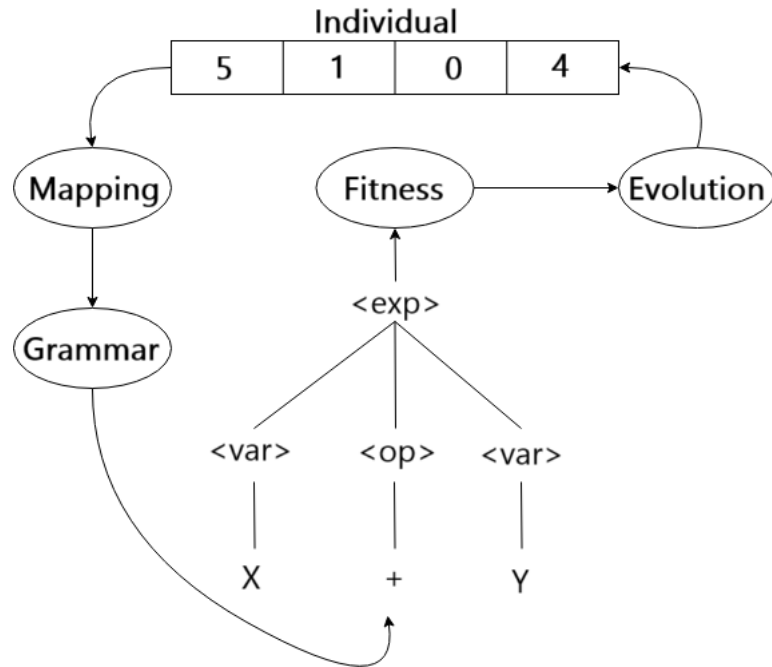 Individual
5 1 0 4
Mapping Fitness Evolution
<exp>
Grammar
<var> <op> <var>
X + Y